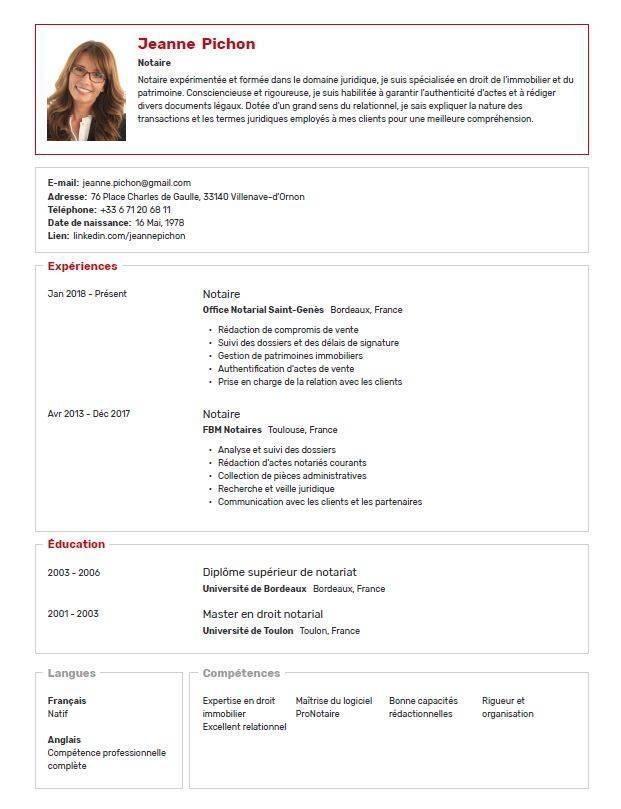 Jeanne Pichon
Notaire
Notaire expérimentée et formée dans le domaine juridique, je suis spécialisée en droit de l'immobilier et du
patrimoine. Consciencieuse et rigoureuse, je suis habilitée à garantir l'authenticité d'actes et à rédiger
divers documents légaux. Dotée d'un grand sens du relationnel, je sais expliquer la nature des
transactions et les termes juridiques employés à mes clients pour une meilleure compréhension.
E-mail: jeanne.pichon@gmail.com
Adresse: 76 Place Charles de Gaulle, 33140 Villenave-d'Ornon
Téléphone: +33 6 71 20 68 11
Date de naissance: 16 Mai, 1978
Lien: linkedin.com/jeannepichon
Expériences
Jan 2018 - Présent
Notaire
Office Notarial Saint-Genès Bordeaux, France
• Rédaction de compromis de vente
• Suivi des dossiers et des délais de signature
• Gestion de patrimoines immobiliers
• Authentification d'actes de vente
• Prise en charge de la relation avec les clients
Avr 2013 - Déc 2017
Notaire
FBM Notaires Toulouse, France
• Analyse et suivi des dossiers
• Rédaction d'actes notariés courants
• Collection de pièces administratives
• Recherche et veille juridique
• Communication avec les clients et les partenaires
Éducation
2003 - 2006
Diplôme supérieur de notariat
Université de Bordeaux Bordeaux, France
2001 - 2003
Master en droit notarial
Université de Toulon Toulon, France
Langues
Français
Natif
Anglais
Compétence professionnelle
complète
Compétences
Expertise en droit
immobilier
Maîtrise du logiciel
ProNotaire
Bonne capacités
rédactionnelles
Rigueur et
organisation
Excellent relationnel